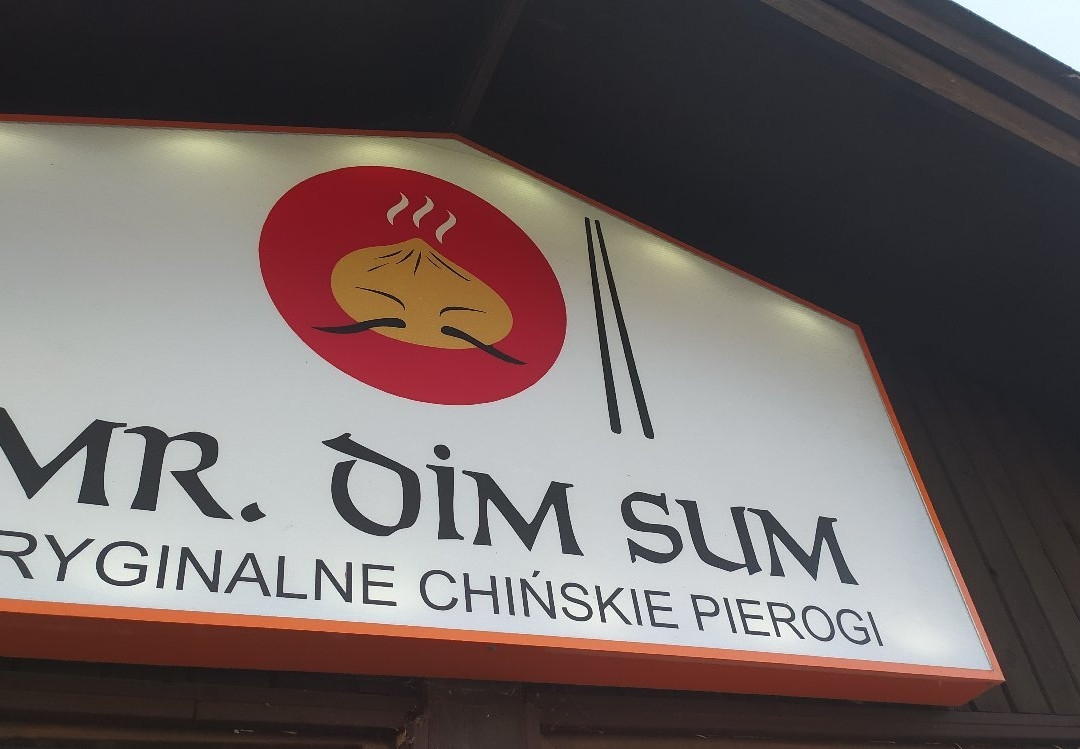 MR. DIM SUM
RYGINALNE CHIŃSKIE PIEROGI